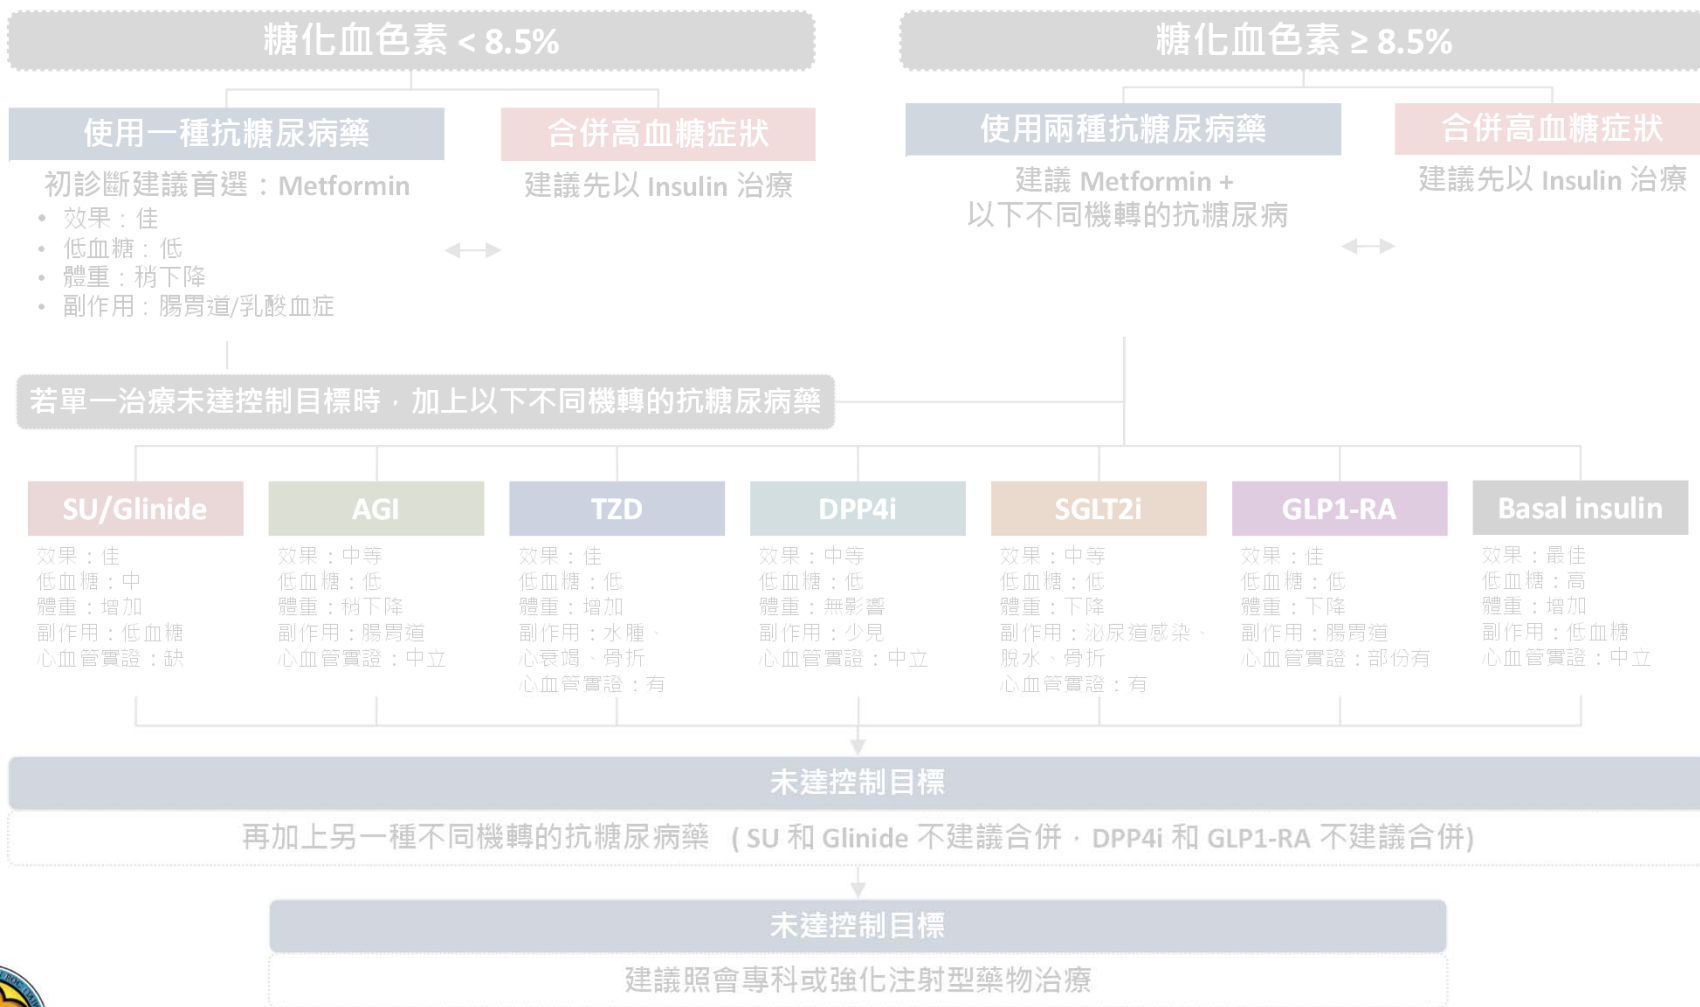 糖化血色素 < 8.5%
糖化血色素 ≥ 8.5%
使用一種抗糖尿病藥
合併高血糖症狀
使用兩種抗糖尿病藥
合併高血糖症狀
初診斷建議首選：Metformin
• 效果：佳
• 低血糖：低
• 體重：稍下降
• 副作用：腸胃道/乳酸血症
建議先以 Insulin 治療
建議 Metformin +
以下不同機轉的抗糖尿病
建議先以 Insulin 治療
若單一治療未達控制目標時，加上以下不同機轉的抗糖尿病藥
SU/Glinide
效果：佳
低血糖：中
體重：增加
副作用：低血糖
心血管實證：缺
AGI
效果：中等
低血糖：低
體重：稍下降
副作用：腸胃道
心血管實證：中立
TZD
效果：佳
低血糖：低
體重：增加
副作用：水腫、
心衰竭、骨折
心血管實證：有
DPP4i
效果：中等
低血糖：低
體重：無影響
副作用：少見
心血管實證：中立
SGLT2i
效果：中等
低血糖：低
體重：下降
副作用：泌尿道感染、
脫水、骨折
心血管實證：有
GLP1-RA
效果：佳
低血糖：低
體重：下降
副作用：腸胃道
心血管實證：部份有
Basal insulin
效果：最佳
低血糖：高
體重：增加
副作用：低血糖
心血管實證：中立
未達控制目標
再加上另一種不同機轉的抗糖尿病藥 ( SU 和 Glinide 不建議合併，DPP4i 和 GLP1-RA 不建議合併)
未達控制目標
建議照會專科或強化注射型藥物治療